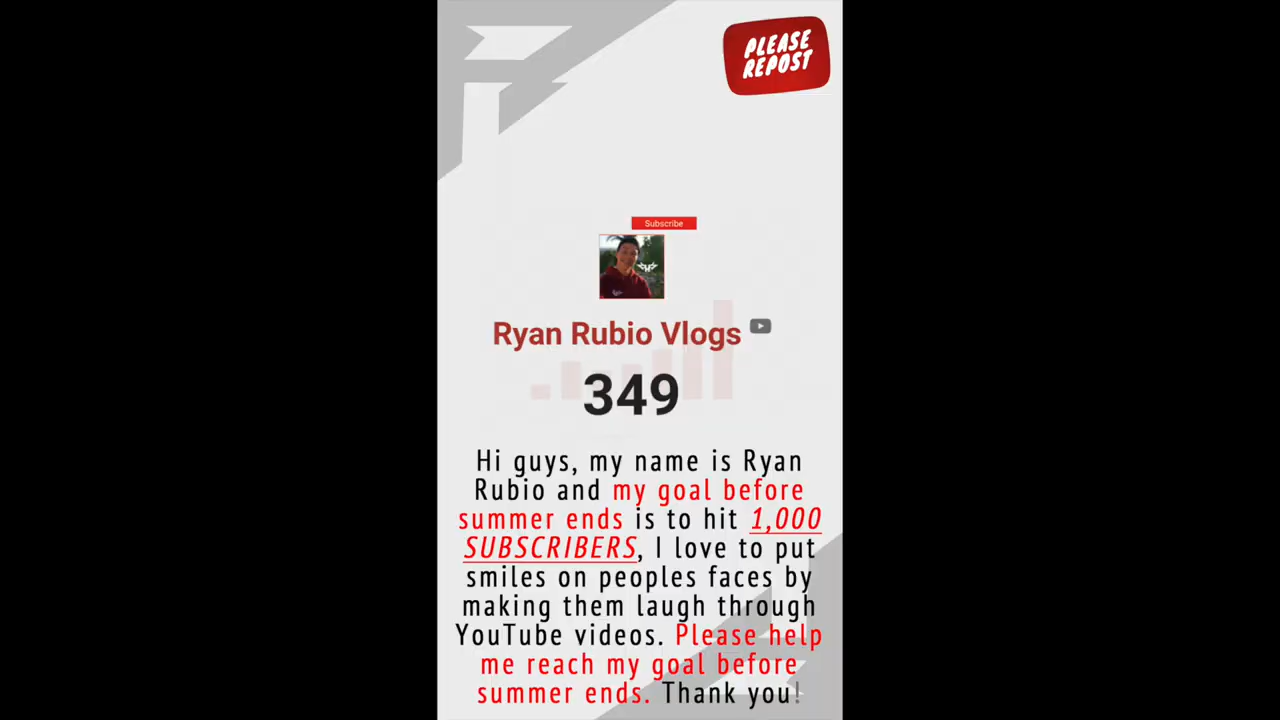 PLEASE
REPOST
Subscribe
Ryan Rubio Vlogs
349
Hi guys, my name is Ryan
Rubio and my goal before
summer ends is to hit 1,000
SUBSCRIBERS, I love to put
smiles on peoples faces by
making them laugh through
YouTube videos. Please help
me reach my goal before
summer ends. Thank you!